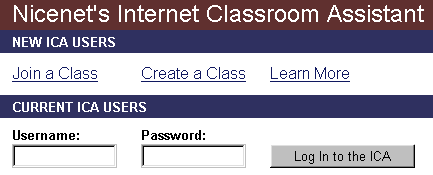 Nicenet's Internet Classroom Assistant
NEW ICA USERS
Join a Class Create a Class Learn More
CURRENT ICA USERS
Username: Password:
Log In to the ICA